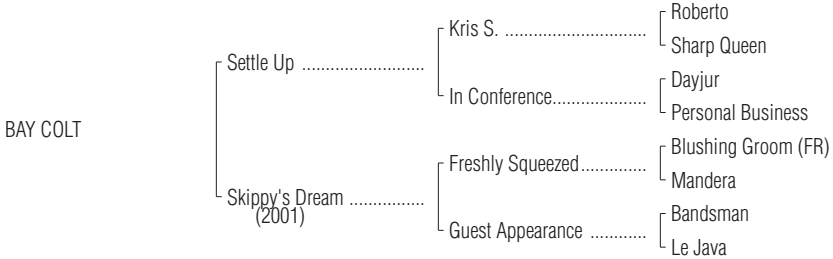 Roberto
Kris S. ..............................
Sharp Queen
Settle Up ..........................
Dayjur
In Conference....................
Personal Business
BAY COLT
Blushing Groom (FR)
Freshly Squeezed..............
Mandera
Skippy's Dream ................
(2001)
Bandsman
Guest Appearance ............
Le Java